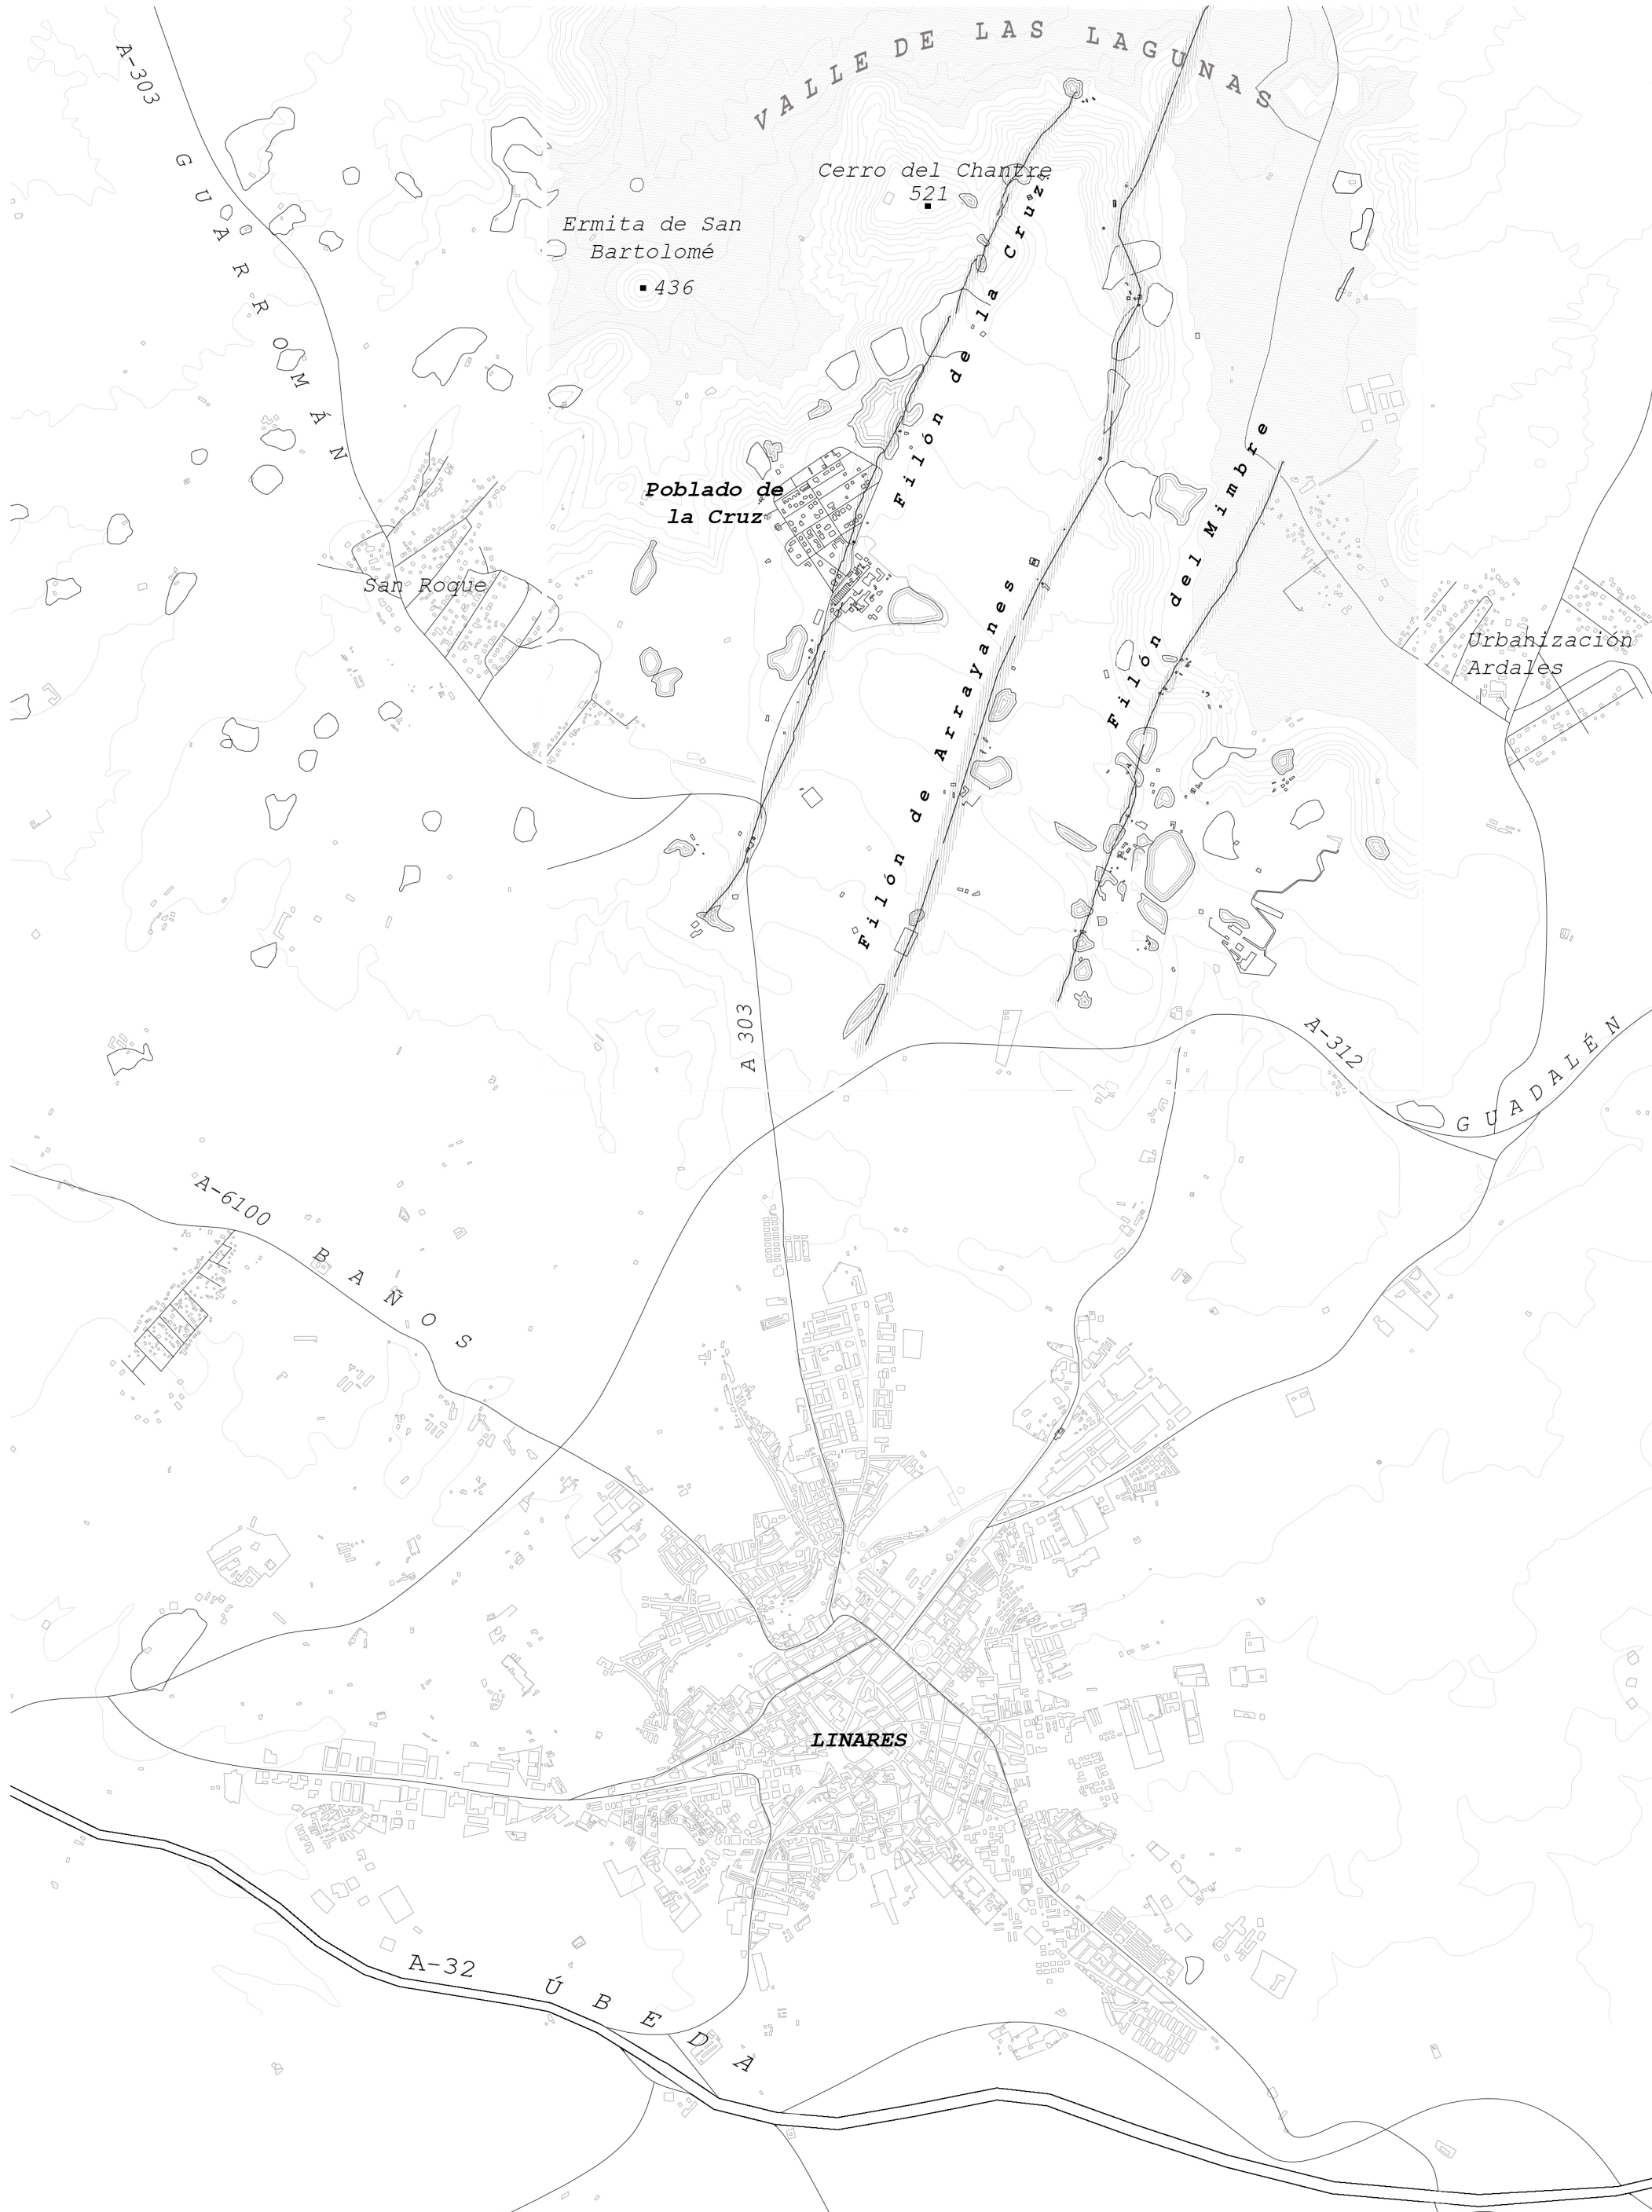 VALLE DE LAS LAGUNAS
A-303
GUARROMÁN
Cerro del Chantre
521
Ermita de San
Bartolomé
436
Filón de la Cruz
Poblado de
la Cruz
Filón del Mimbre
San Roque
Filón de Arrayanes
Urbanización
Ardales
A 303
A-312
GUADALÉN
A-6100
BAÑOS
LINARES
A-32
ÚBEDA